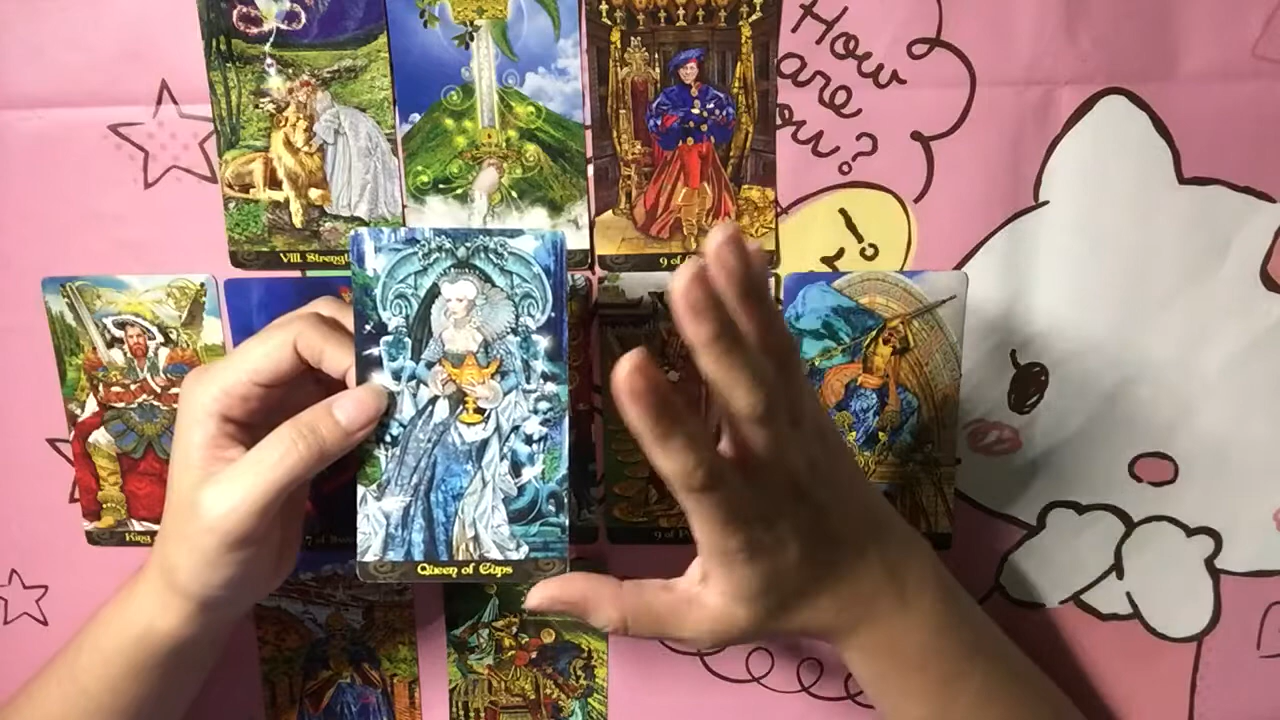 How
are
you?
VIII. Strength
9 of
King
7 of
9 of
Queen of Cups